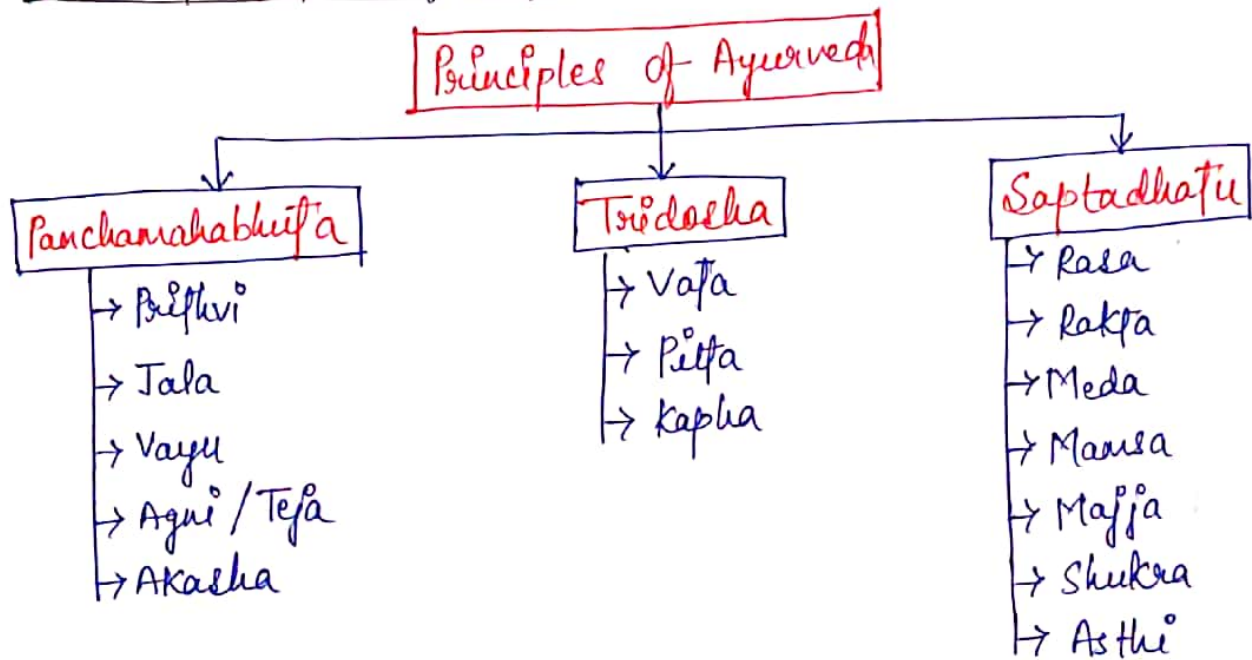 Principles of Ayurveda
Panchamahabhuta
→ Prithvi
→ Jala
→ Vayu
→ Agni / Teja
→ Akasha
Tridosha
→ Vata
→ Pitta
→ Kapha
Saptadhatu
→ Rasa
→ Rakta
→ Meda
→ Mamsa
→ Majja
→ Shukra
→ Asthi